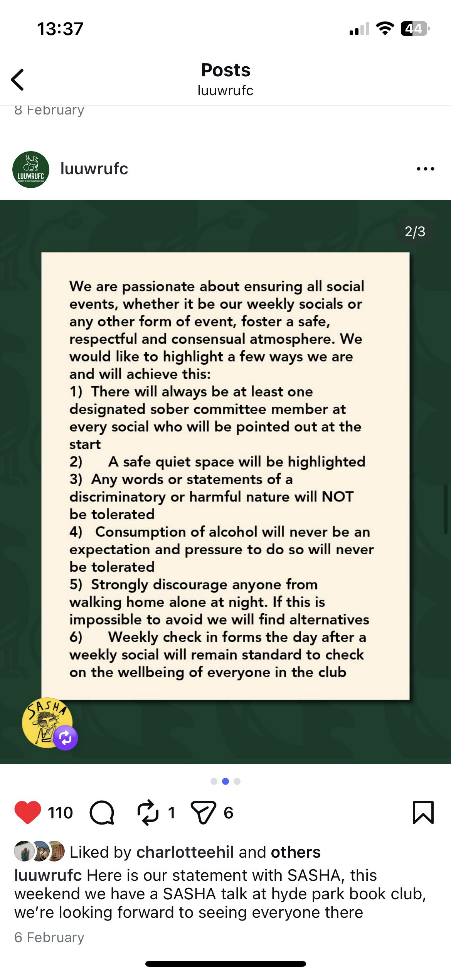 13:37
44
Posts
luuwrufc
8 February
LUUWRUFC
luuwrufc
2/3
We are passionate about ensuring all social
events, whether it be our weekly socials or
any other form of event, foster a safe,
respectful and consensual atmosphere. We
would like to highlight a few ways we are
and will achieve this:
1) There will always be at least one
designated sober committee member at
every social who will be pointed out at the
start
2) A safe quiet space will be highlighted
3) Any words or statements of a
discriminatory or harmful nature will NOT
be tolerated
4) Consumption of alcohol will never be an
expectation and pressure to do so will never
be tolerated
5) Strongly discourage anyone from
walking home alone at night. If this is
impossible to avoid we will find alternatives
6) Weekly check in forms the day after a
weekly social will remain standard to check
on the wellbeing of everyone in the club
SASHA
110 1 6
Liked by charlotteehil and others
luuwrufc Here is our statement with SASHA, this
weekend we have a SASHA talk at hyde park book club,
we’re looking forward to seeing everyone there
6 February